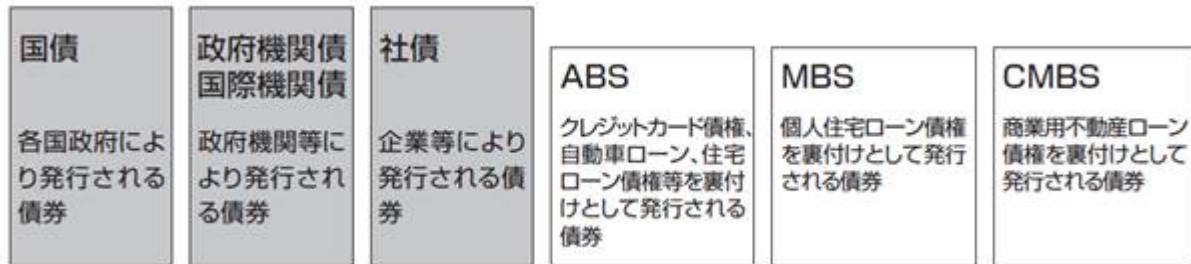 国債
各国政府によ
り発行される
債券
政府機関債
国際機関債
政府機関等に
より発行され
る債券
社債
企業等により
発行される債
券
ABS
クレジットカード債権、
自動車ローン、住宅
ローン債権等を裏付
けとして発行される
債券
MBS
個人住宅ローン債権
を裏付けとして発行
される債券
CMBS
商業用不動産ローン
債権を裏付けとして
発行される債券